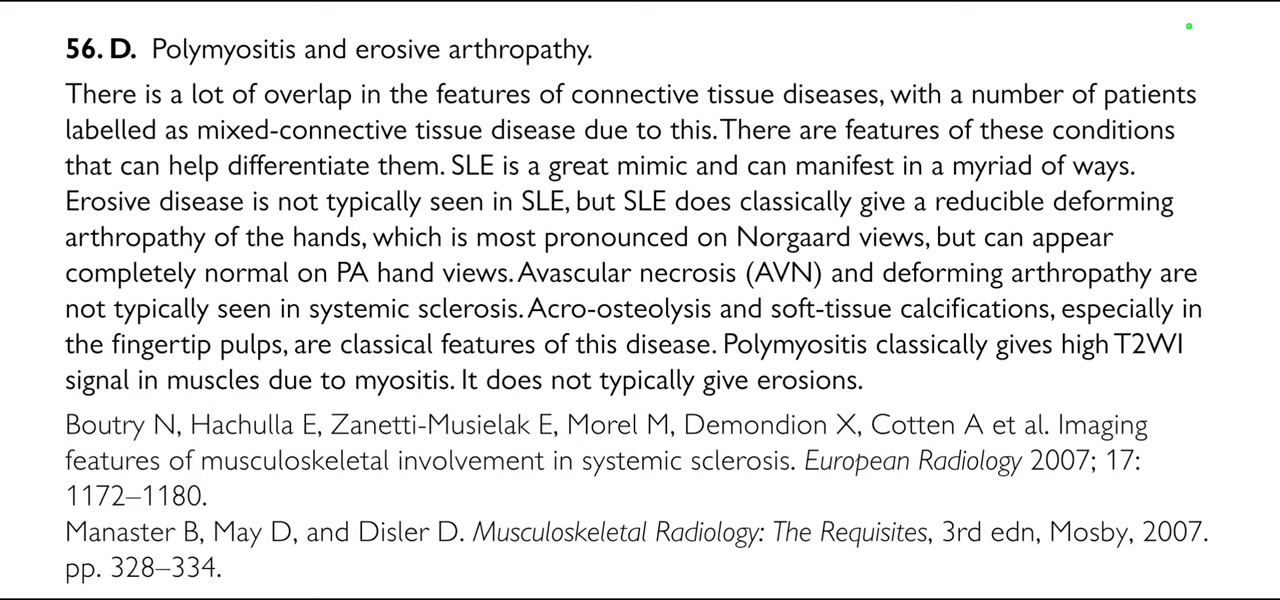 56. D. Polymyositis and erosive arthropathy.
There is a lot of overlap in the features of connective tissue diseases, with a number of patients
labelled as mixed-connective tissue disease due to this. There are features of these conditions
that can help differentiate them. SLE is a great mimic and can manifest in a myriad of ways.
Erosive disease is not typically seen in SLE, but SLE does classically give a reducible deforming
arthropathy of the hands, which is most pronounced on Norgaard views, but can appear
completely normal on PA hand views. Avascular necrosis (AVN) and deforming arthropathy are
not typically seen in systemic sclerosis. Acro-osteolysis and soft-tissue calcifications, especially in
the fingertip pulps, are classical features of this disease. Polymyositis classically gives high T2WI
signal in muscles due to myositis. It does not typically give erosions.
Boutry N, Hachulla E, Zanetti-Musielak E, Morel M, Demondion X, Cotten A et al. Imaging
features of musculoskeletal involvement in systemic sclerosis. European Radiology 2007; 17:
1172–1180.
Manaster B, May D, and Disler D. Musculoskeletal Radiology: The Requisites, 3rd edn, Mosby, 2007.
pp. 328–334.